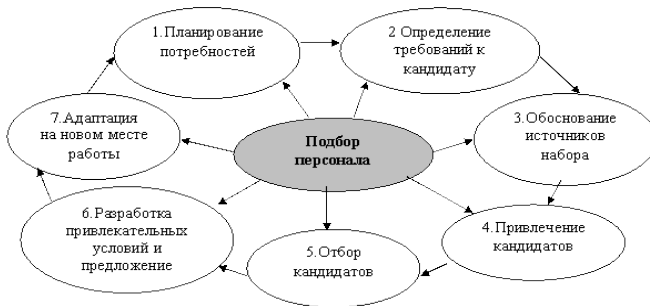 1.Планирование
потребностей
2 Определение
требований к
кандидату
3.Обоснование
источников
набора
4.Привлечение
кандидатов
5.Отбор
кандидатов
6.Разработка
привлекательных
условий и
предложение
7.Адаптация
на новом месте
работы
Подбор
персонала